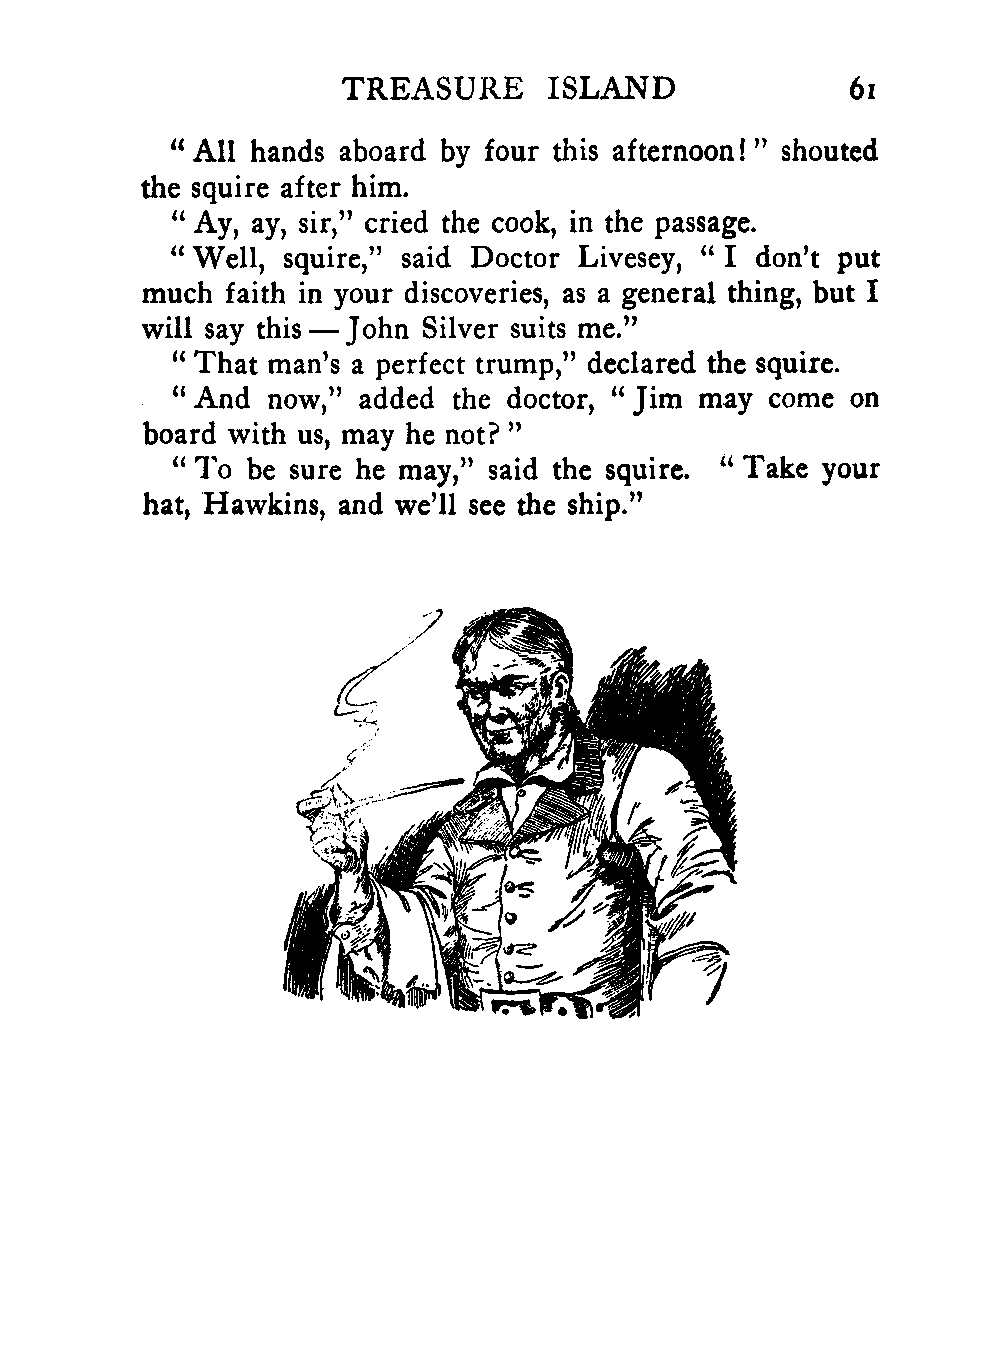 TREASURE ISLAND 61
“ All hands aboard by four this afternoon! ” shouted
the squire after him.
“ Ay, ay, sir,” cried the cook, in the passage.
“ Well, squire,” said Doctor Livesey, “ I don’t put
much faith in your discoveries, as a general thing, but I
will say this — John Silver suits me.”
“ That man’s a perfect trump,” declared the squire.
“ And now,” added the doctor, “ Jim may come on
board with us, may he not? ”
“ To be sure he may,” said the squire. “ Take your
hat, Hawkins, and we’ll see the ship.”